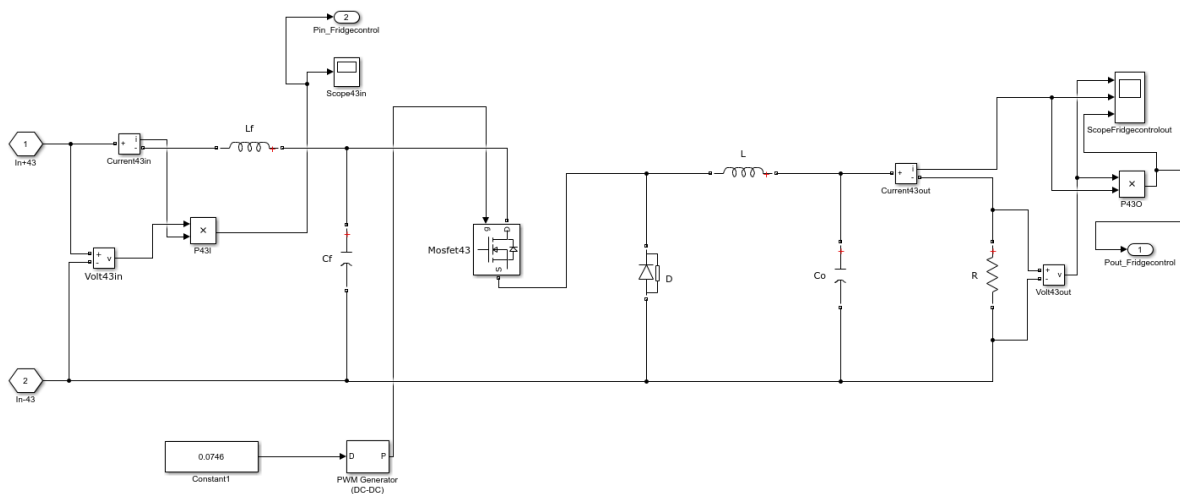 2
Pin_Fridgecontrol
Scope43in
Lf
1
In+43
+
i
-
Current43in
×
P43I
+
-
v
Volt43in
Cf
Mosfet43
g
D
S
D
L
Co
+
i
-
Current43out
R
+
-
v
Volt43out
ScopeFridgecontrolout
×
P43O
1
Pout_Fridgecontrol
2
In-43
0.0746
Constant1
D
P
PWM Generator
(DC-DC)